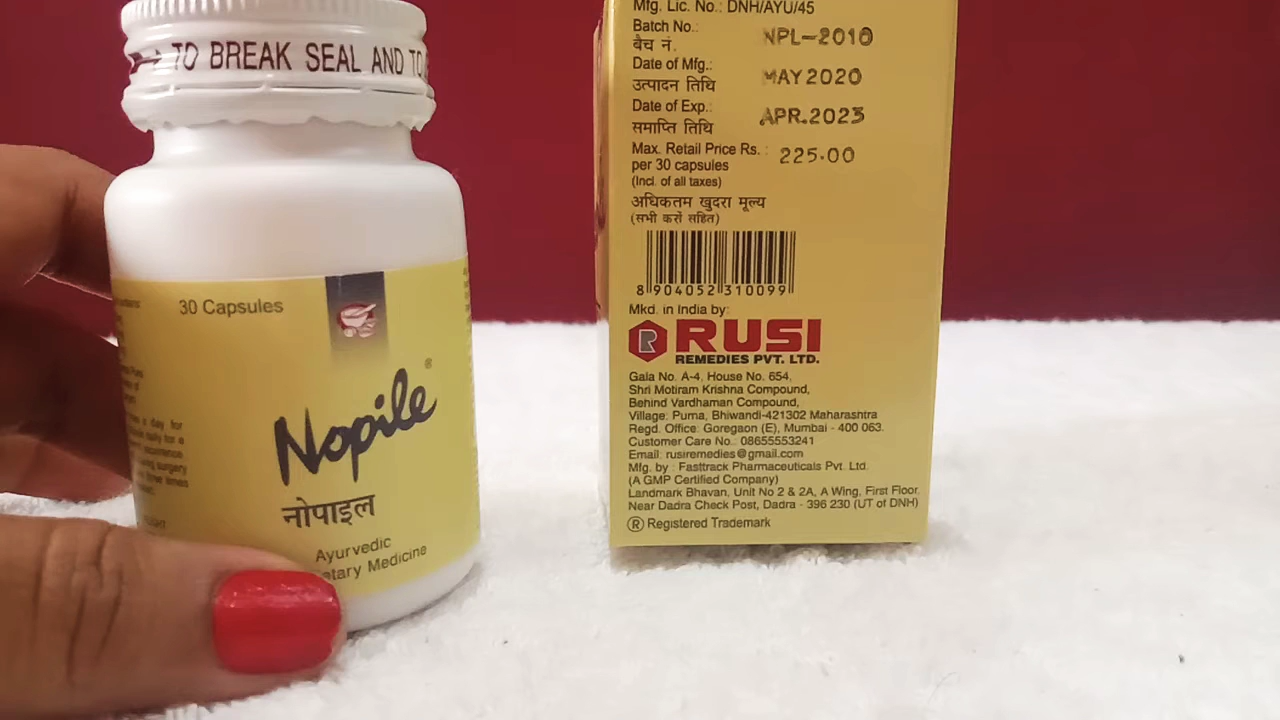 TO BREAK SEAL AND TO
30 Capsules
Nopile®
नोपाइल
Ayurvedic
Medicine
day for
surgery
three times
Mfg. Lic. No.: DNH/AYU/45
Batch No.: NPL-2010
बैच नं.
Date of Mfg.: MAY 2020
उत्पादन तिथि
Date of Exp.: APR.2023
समाप्ति तिथि
Max. Retail Price Rs. : 225.00
per 30 capsules
(Incl. of all taxes)
अधिकतम खुदरा मूल्य
(सभी करों सहित)
8 904052 310099
Mkd. in India by:
R RUSI
REMEDIES PVT. LTD.
Gala No. A-4, House No. 654,
Shri Motiram Krishna Compound,
Behind Vardhaman Compound,
Village: Purna, Bhiwandi-421302 Maharashtra
Regd. Office: Goregaon (E), Mumbai - 400 063.
Customer Care No.: 08655553241
Email: rusiremedies@gmail.com
Mfg. by : Fasttrack Pharmaceuticals Pvt. Ltd.
(A GMP Certified Company)
Landmark Bhavan, Unit No 2 & 2A, A Wing, First Floor,
Near Dadra Check Post, Dadra - 396 230 (UT of DNH)
® Registered Trademark